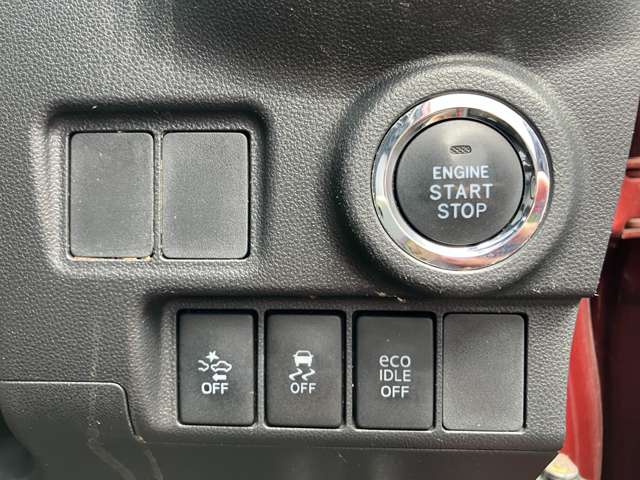 ENGINE
START
STOP
OFF
OFF
eco
IDLE
OFF